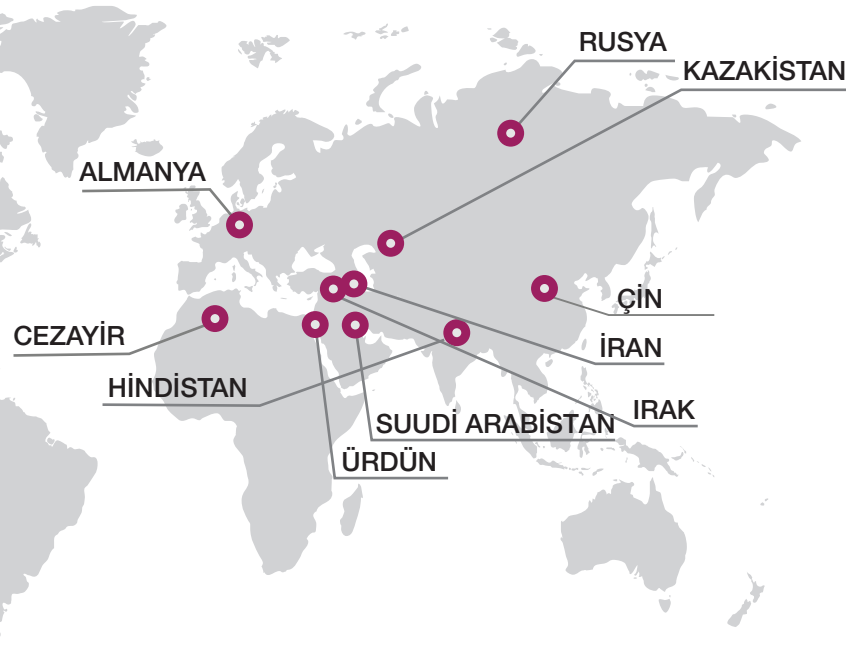 RUSYA
KAZAKİSTAN
ALMANYA
ÇİN
CEZAYİR
İRAN
HİNDİSTAN
IRAK
SUUDİ ARABİSTAN
ÜRDÜN